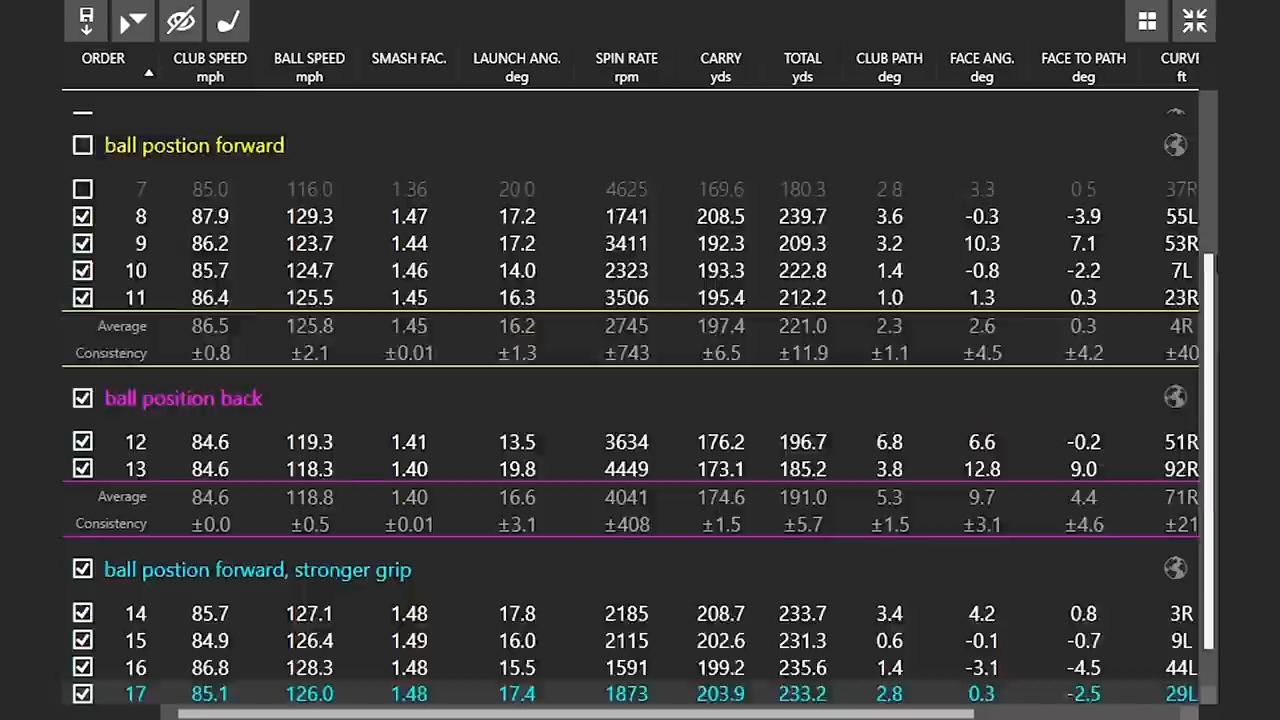 ORDER CLUB SPEED BALL SPEED SMASH FAC. LAUNCH ANG. SPIN RATE CARRY TOTAL CLUB PATH FACE ANG. FACE TO PATH CURV
mph mph deg rpm yds yds deg deg deg ft
ball postion forward
7 85.0 116.0 1.36 20.0 4625 169.6 180.3 2.8 3.3 0.5 37R
8 87.9 129.3 1.47 17.2 1741 208.5 239.7 3.6 -0.3 -3.9 55L
9 86.2 123.7 1.44 17.2 3411 192.3 209.3 3.2 10.3 7.1 53R
10 85.7 124.7 1.46 14.0 2323 193.3 222.8 1.4 -0.8 -2.2 7L
11 86.4 125.5 1.45 16.3 3506 195.4 212.2 1.0 1.3 0.3 23R
Average 86.5 125.8 1.45 16.2 2745 197.4 221.0 2.3 2.6 0.3 4R
Consistency ±0.8 ±2.1 ±0.01 ±1.3 ±743 ±6.5 ±11.9 ±1.1 ±4.5 ±4.2 ±40
ball position back
12 84.6 119.3 1.41 13.5 3634 176.2 196.7 6.8 6.6 -0.2 51R
13 84.6 118.3 1.40 19.8 4449 173.1 185.2 3.8 12.8 9.0 92R
Average 84.6 118.8 1.40 16.6 4041 174.6 191.0 5.3 9.7 4.4 71R
Consistency ±0.0 ±0.5 ±0.01 ±3.1 ±408 ±1.5 ±5.7 ±1.5 ±3.1 ±4.6 ±21
ball postion forward, stronger grip
14 85.7 127.1 1.48 17.8 2185 208.7 233.7 3.4 4.2 0.8 3R
15 84.9 126.4 1.49 16.0 2115 202.6 231.3 0.6 -0.1 -0.7 9L
16 86.8 128.3 1.48 15.5 1591 199.2 235.6 1.4 -3.1 -4.5 44L
17 85.1 126.0 1.48 17.4 1873 203.9 233.2 2.8 0.3 -2.5 29L